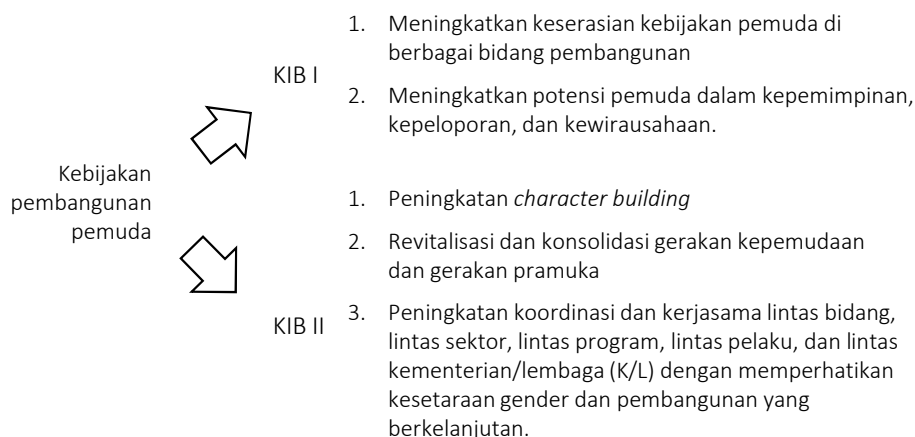 Kebijakan
pembangunan
pemuda
KIB I
1. Meningkatkan keserasian kebijakan pemuda di
berbagai bidang pembangunan
2. Meningkatkan potensi pemuda dalam kepemimpinan,
kepeloporan, dan kewirausahaan.
KIB II
1. Peningkatan character building
2. Revitalisasi dan konsolidasi gerakan kepemudaan
dan gerakan pramuka
3. Peningkatan koordinasi dan kerjasama lintas bidang,
lintas sektor, lintas program, lintas pelaku, dan lintas
kementerian/lembaga (K/L) dengan memperhatikan
kesetaraan gender dan pembangunan yang
berkelanjutan.